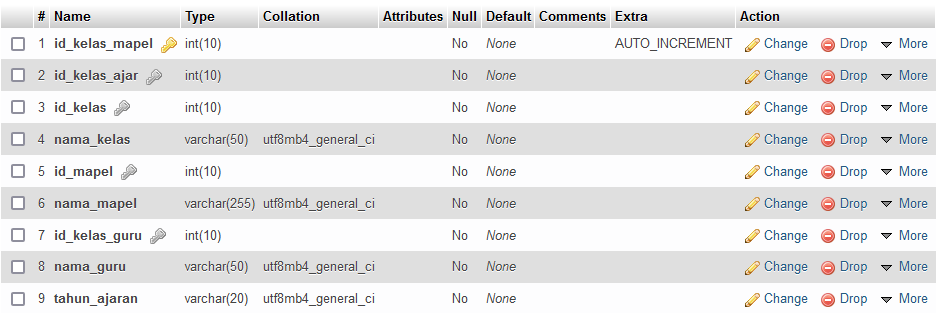 # Name Type Collation Attributes Null Default Comments Extra Action
1 id_kelas_mapel int(10) No None AUTO_INCREMENT Change Drop More
2 id_kelas_ajar int(10) No None Change Drop More
3 id_kelas int(10) No None Change Drop More
4 nama_kelas varchar(50) utf8mb4_general_ci No None Change Drop More
5 id_mapel int(10) No None Change Drop More
6 nama_mapel varchar(255) utf8mb4_general_ci No None Change Drop More
7 id_kelas_guru int(10) No None Change Drop More
8 nama_guru varchar(50) utf8mb4_general_ci No None Change Drop More
9 tahun_ajaran varchar(20) utf8mb4_general_ci No None Change Drop More